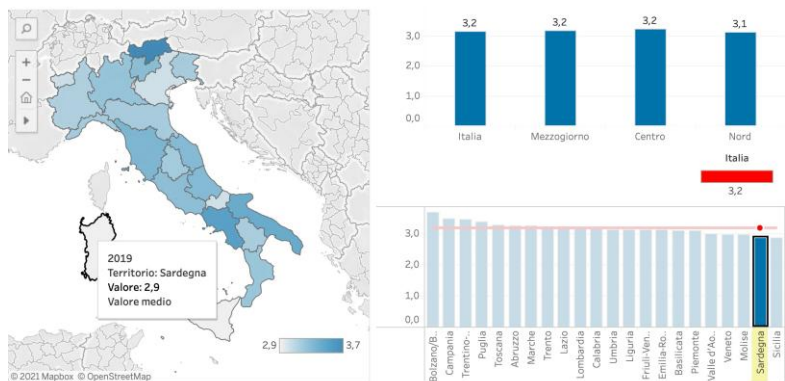 2019
Territorio: Sardegna
Valore: 2,9
Valore medio
2,9
3,7
© 2021 Mapbox © OpenStreetMap
3,2
3,2
3,2
3,1
3,0
2,0
1,0
0,0
Italia
Mezzogiorno
Centro
Nord
Italia
3,2
3,0
2,0
1,0
0,0
Bolzano/B..
Campania
Trentino-..
Puglia
Toscana
Abruzzo
Marche
Trento
Lazio
Lombardia
Calabria
Umbria
Liguria
Friuli-Ven..
Emilia-Ro..
Basilicata
Piemonte
Valle d'Ao..
Veneto
Molise
Sardegna
Sicilia